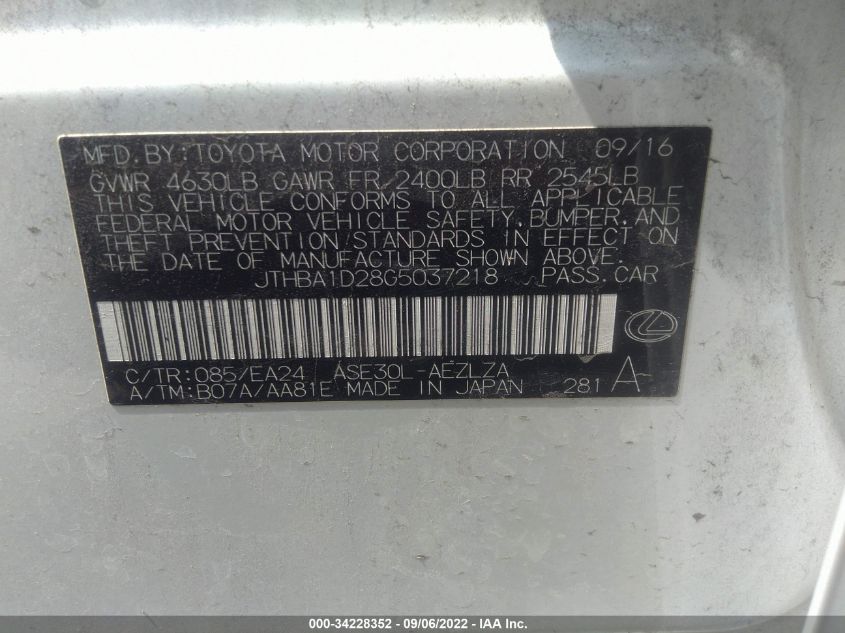 MFD. BY: TOYOTA MOTOR CORPORATION 09/16
GVWR 4630LB GAWR FR 2400LB RR 2545LB
THIS VEHICLE CONFORMS TO ALL APPLICABLE
FEDERAL MOTOR VEHICLE SAFETY, BUMPER, AND
THEFT PREVENTION STANDARDS IN EFFECT ON
THE DATE OF MANUFACTURE SHOWN ABOVE.
JTHBA1D28G5037218 PASS. CAR
C/TR: 085/EA24 ASE30L-AEZLZA
A/TM: B07A/AA81E MADE IN JAPAN 281 A
000-34228352 - 09/06/2022 - IAA Inc.